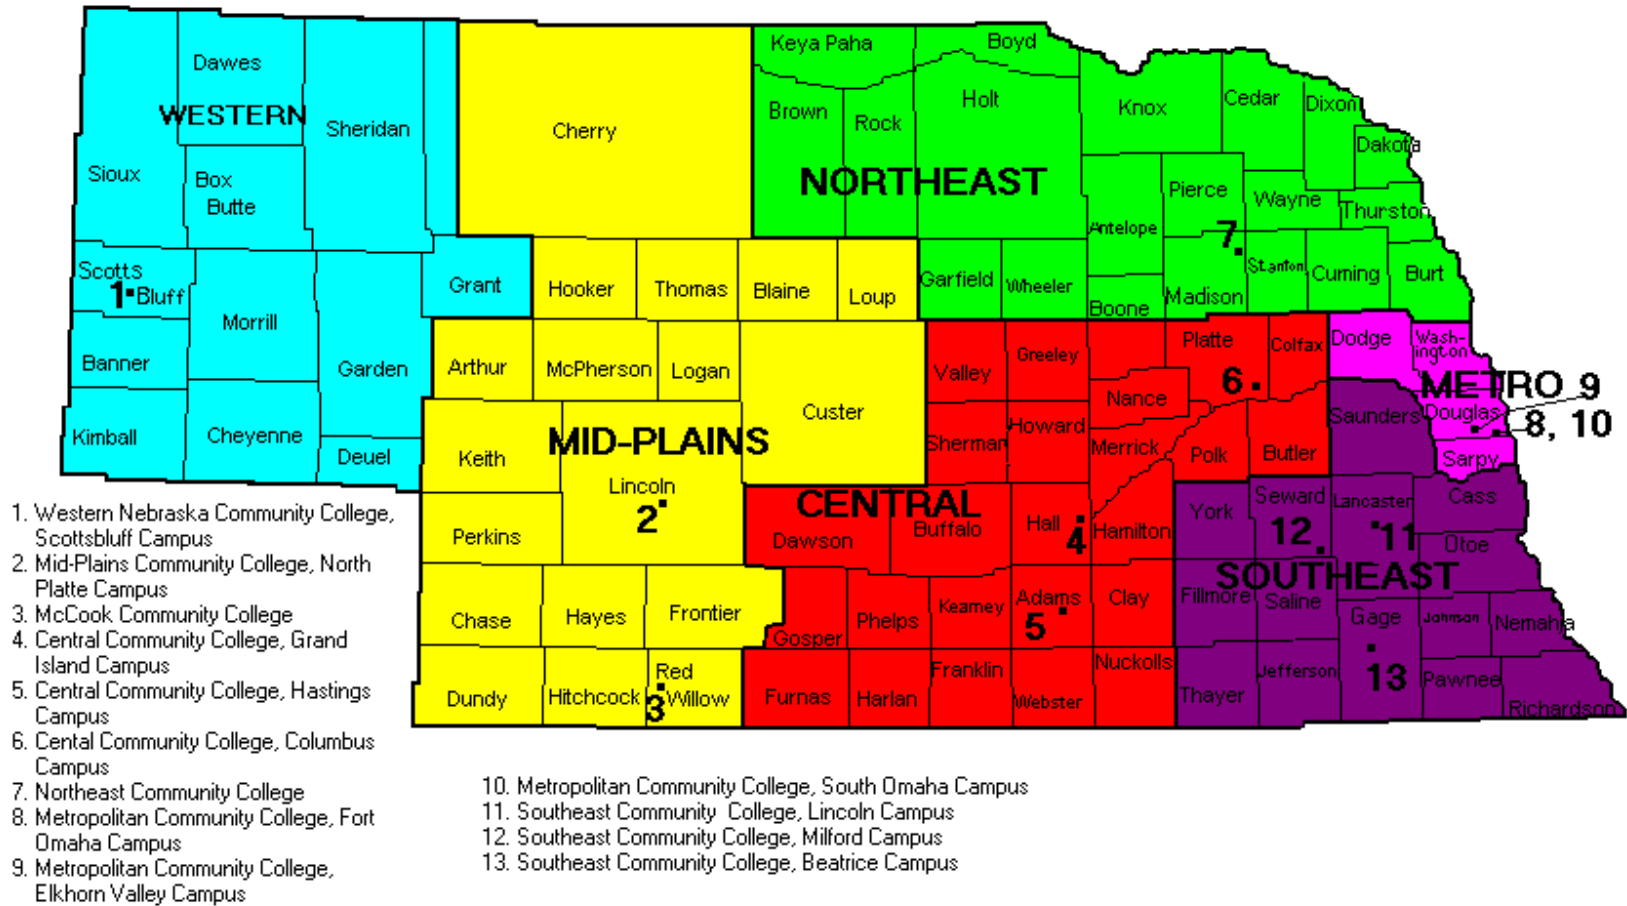 Keya Paha
Boyd
Dawes
WESTERN
Sheridan
Cherry
Brown
Rock
Holt
Knox
Cedar
Dixon
Dakota
Sioux
Box
Butte
NORTHEAST
Pierce
Wayne
Thurston
Antelope
7
Scotts
1 Bluff
Grant
Hooker
Thomas
Blaine
Loup
Garfield
Wheeler
Boone
Madison
Stanton
Cuming
Burt
Morrill
Banner
Garden
Arthur
McPherson
Logan
Custer
Valley
Greeley
Platte
Colfax
Dodge
Wash-
ington
6
METRO 9
Nance
Kimball
Cheyenne
Deuel
Keith
MID-PLAINS
Sherman
Howard
Merrick
Polk
Butler
Saunders
Douglas
8, 10
Sarpy
Lincoln
2
Perkins
CENTRAL
Dawson
Buffalo
Hall
4
Hamilton
York
Seward
12
Lancaster
11
Cass
Otoe
SOUTHEAST
Chase
Hayes
Frontier
Gosper
Phelps
Kearney
Adams
5
Clay
Fillmore
Saline
Gage
Johnson
Nemaha
Dundy
Hitchcock
Red
Willow
3
Furnas
Harlan
Franklin
Webster
Nuckolls
Thayer
Jefferson
13
Pawnee
Richardson
1. Western Nebraska Community College,
Scottsbluff Campus
2. Mid-Plains Community College, North
Platte Campus
3. McCook Community College
4. Central Community College, Grand
Island Campus
5. Central Community College, Hastings
Campus
6. Cental Community College, Columbus
Campus
7. Northeast Community College
8. Metropolitan Community College, Fort
Omaha Campus
9. Metropolitan Community College,
Elkhorn Valley Campus
10. Metropolitan Community College, South Omaha Campus
11. Southeast Community College, Lincoln Campus
12. Southeast Community College, Milford Campus
13. Southeast Community College, Beatrice Campus